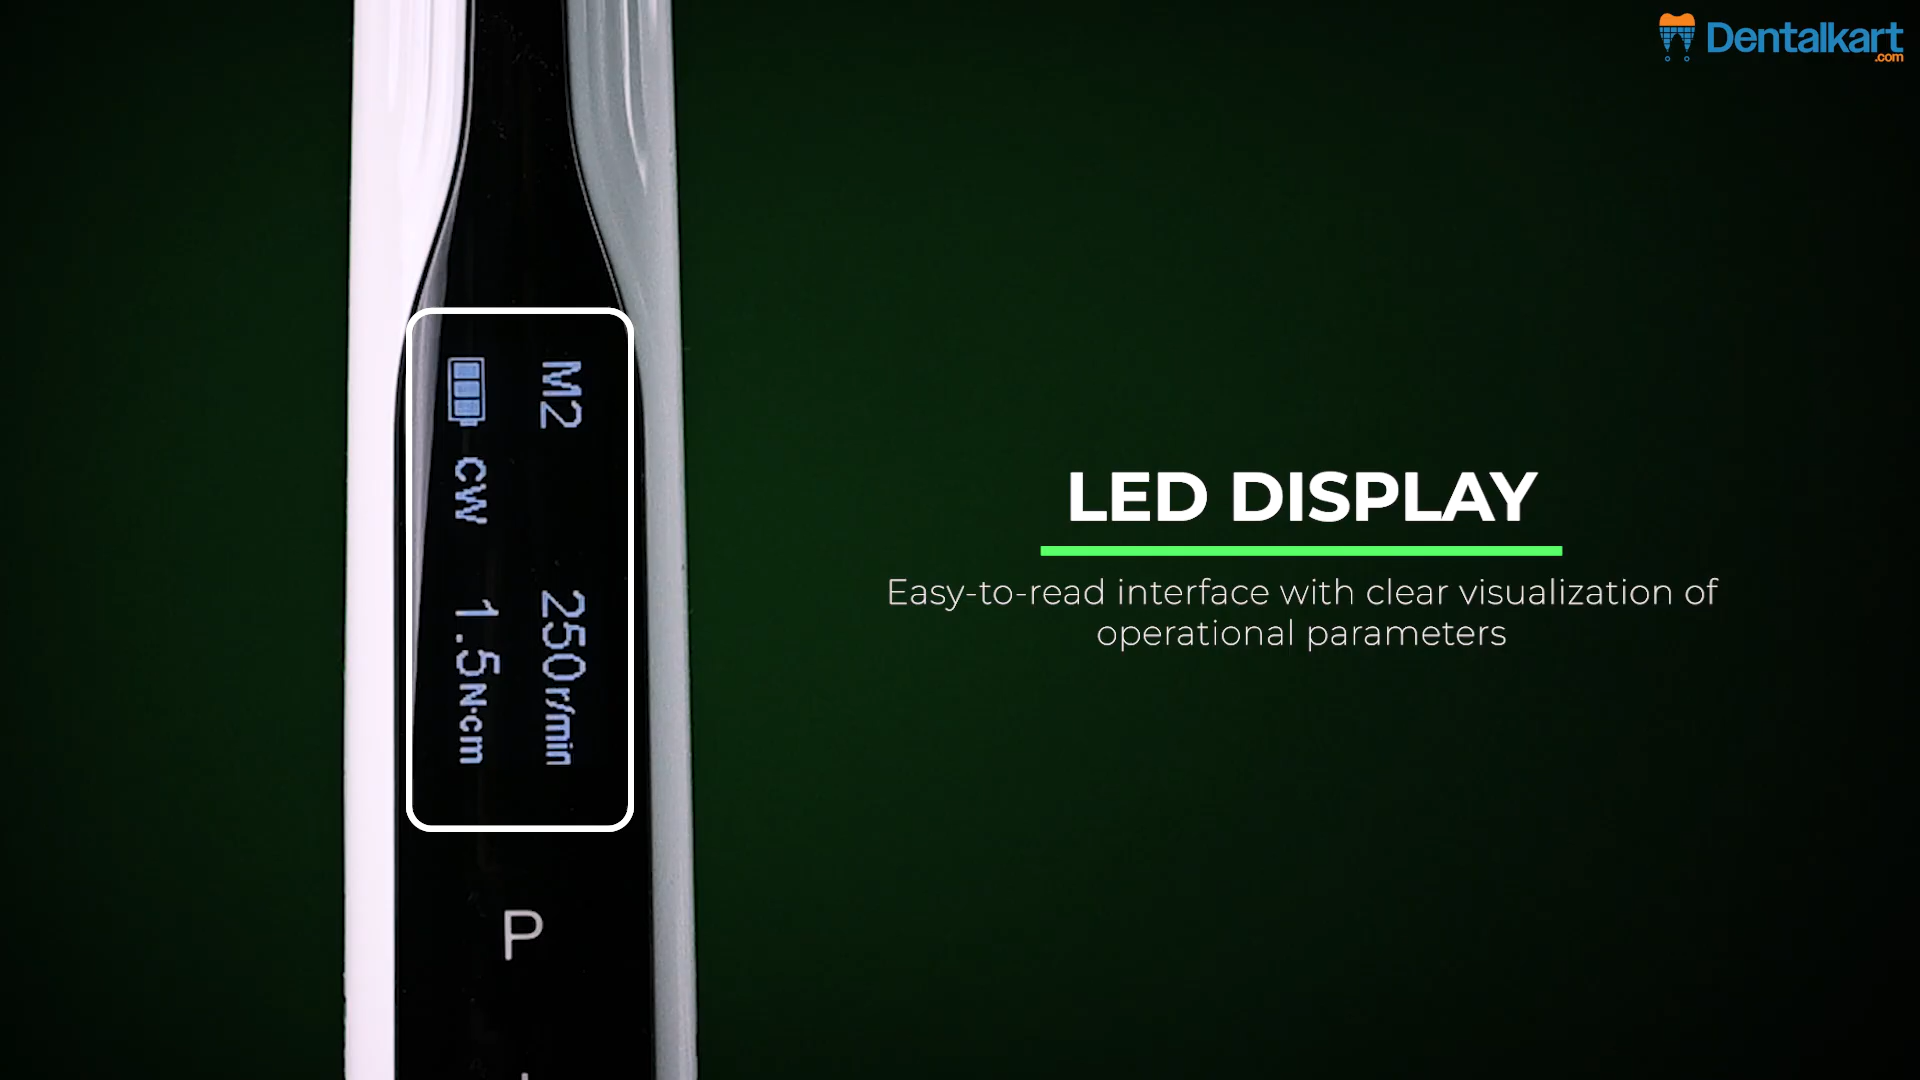 Dentalkart
.com
M2 250r/min
CW 1.5N·cm
P
LED DISPLAY
Easy-to-read interface with clear visualization of
operational parameters